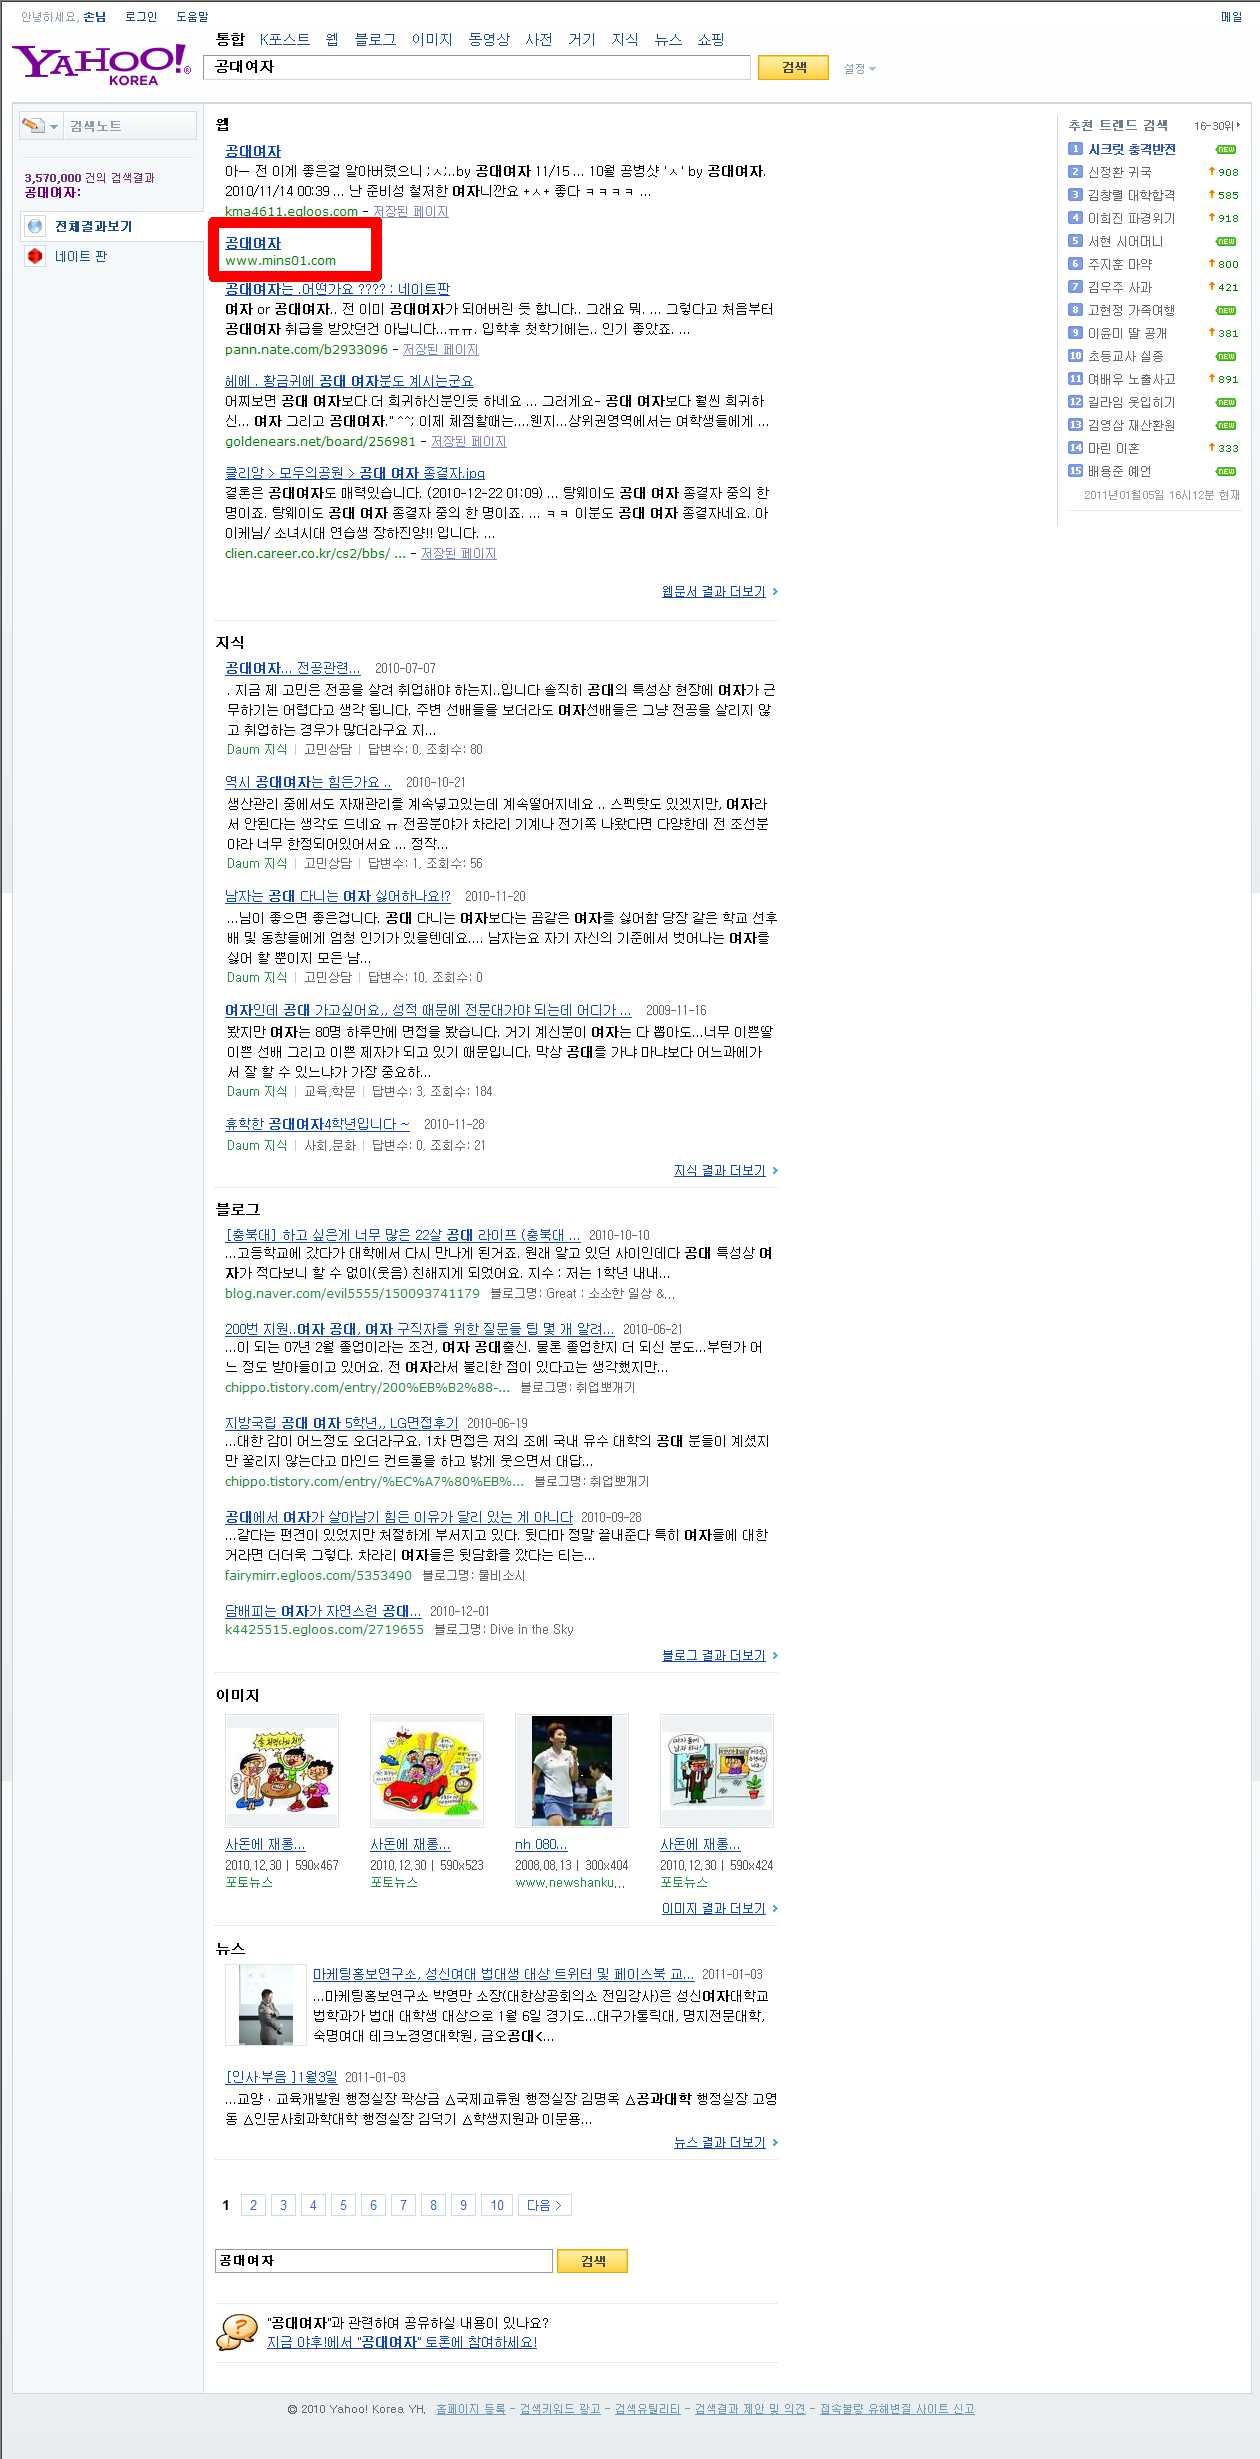 안녕하세요, 손님 로그인 도움말 메일
YAHOO!® KOREA
통합 K포스트 웹 블로그 이미지 동영상 사전 거기 지식 뉴스 쇼핑
공대여자 검색 설정
검색노트
3,570,000 건의 검색결과
공대여자:
전체결과보기
네이트 판
웹
공대여자
아~ 전 이게 좋은걸 알아버렸으니 ;ㅅ;..by 공대여자 11/15 ... 10월 공병샷 'ㅅ' by 공대여자.
2010/11/14 00:39 ... 난 준비성 철저한 여자니깐요 +ㅅ+ 좋다 ㅋㅋㅋㅋ ...
kma4611.egloos.com - 저장된 페이지
공대여자
www.mins01.com
공대여자는 .어떤가요 ???? : 네이트판
여자 or 공대여자.. 전 이미 공대여자가 되어버린 듯 합니다.. 그래요 뭐. ... 그렇다고 처음부터
공대여자 취급을 받았던건 아닙니다...ㅠㅠ. 입학후 첫학기에는.. 인기 좋았죠. ...
pann.nate.com/b2933096 - 저장된 페이지
헤에 . 황금귀에 공대 여자분도 계시는군요
어찌보면 공대 여자보다 더 희귀하신분인듯 하네요 ... 그러게요~ 공대 여자보다 훨씬 희귀하
신... 여자 그리고 공대여자." ^^; 이제 체점할때는....웬지...상위권영역에서는 여학생들에게 ...
goldenears.net/board/256981 - 저장된 페이지
클리앙 > 모두의공원 > 공대 여자 종결자.jpg
결론은 공대여자도 매력있습니다. (2010-12-22 01:09) ... 탕웨이도 공대 여자 종결자 중의 한
명이죠. 탕웨이도 공대 여자 종결자 중의 한 명이죠. ... ㅋㅋ 이분도 공대 여자 종결자네요. 아
이케님/ 소녀시대 연습생 장하진양!! 입니다. ...
clien.career.co.kr/cs2/bbs/ ... - 저장된 페이지
웹문서 결과 더보기
지식
공대여자... 전공관련... 2010-07-07
. 지금 제 고민은 전공을 살려 취업해야 하는지..입니다 솔직히 공대의 특성상 현장에 여자가 근
무하기는 어렵다고 생각 됩니다. 주변 선배들을 보더라도 여자선배들은 그냥 전공을 살리지 않
고 취업하는 경우가 많더라구요 지...
Daum 지식 | 고민상담 | 답변수: 0, 조회수: 80
역시 공대여자는 힘든가요 .. 2010-10-21
생산관리 중에서도 자재관리를 계속넣고있는데 계속떨어지네요 .. 스펙탓도 있겠지만, 여자라
서 안된다는 생각도 드네요 ㅠ 전공분야가 차라리 기계나 전기쪽 나왔다면 다양한데 전 조선분
야라 너무 한정되어있어서요 ... 정작...
Daum 지식 | 고민상담 | 답변수: 1, 조회수: 56
남자는 공대 다니는 여자 싫어하나요!? 2010-11-20
...님이 좋으면 좋은겁니다. 공대 다니는 여자보다는 곰같은 여자를 싫어함 당장 같은 학교 선후
배 및 동창들에게 엄청 인기가 있을텐데요.... 남자는요 자기 자신의 기준에서 벗어나는 여자를
싫어 할 뿐이지 모든 남...
Daum 지식 | 고민상담 | 답변수: 10, 조회수: 0
여자인데 공대 가고싶어요,, 성적 때문에 전문대가야 되는데 어디가 ... 2009-11-16
봤지만 여자는 80명 하루만에 면접을 봤습니다. 거기 계신분이 여자는 다 뽑아도...너무 이쁜딸
이쁜 선배 그리고 이쁜 제자가 되고 있기 때문입니다. 막상 공대를 가냐 마냐보다 어느과에가
서 잘 할 수 있느냐가 가장 중요하...
Daum 지식 | 교육,학문 | 답변수: 3, 조회수: 184
휴학한 공대여자4학년입니다 ~ 2010-11-28
Daum 지식 | 사회,문화 | 답변수: 0, 조회수: 21
지식 결과 더보기
블로그
[충북대] 하고 싶은게 너무 많은 22살 공대 라이프 (충북대 ... 2010-10-10
...고등학교에 갔다가 대학에서 다시 만나게 된거죠. 원래 알고 있던 사이인데다 공대 특성상 여
자가 적다보니 할 수 없이(웃음) 친해지게 되었어요. 지수 : 저는 1학년 내내...
blog.naver.com/evil5555/150093741179 블로그명: Great : 소소한 일상 &...
200번 지원..여자 공대, 여자 구직자를 위한 질문들 팁 몇 개 알려... 2010-06-21
...이 되는 07년 2월 졸업이라는 조건, 여자 공대출신. 물론 졸업한지 더 되신 분도...부턴가 어
느 정도 받아들이고 있어요. 전 여자라서 불리한 점이 있다고는 생각했지만...
chippo.tistory.com/entry/200%EB%B2%88-... 블로그명: 취업뽀개기
지방국립 공대 여자 5학년,, LG면접후기 2010-06-19
...대한 감이 어느정도 오더라구요. 1차 면접은 저의 조에 국내 유수 대학의 공대 분들이 계셨지
만 꿀리지 않는다고 마인드 컨트롤을 하고 밝게 웃으면서 대답...
chippo.tistory.com/entry/%EC%A7%80%EB%... 블로그명: 취업뽀개기
공대에서 여자가 살아남기 힘든 이유가 달리 있는 게 아니다 2010-09-28
...같다는 편견이 있었지만 처절하게 부서지고 있다. 뒷다마 정말 끝내준다 특히 여자들에 대한
거라면 더더욱 그렇다. 차라리 여자들은 뒷담화를 깠다는 티는...
fairymirr.egloos.com/5353490 블로그명: 물비소시
담배피는 여자가 자연스런 공대... 2010-12-01
k4425515.egloos.com/2719655 블로그명: Dive in the Sky
블로그 결과 더보기
이미지
사돈에 재롱... 사돈에 재롱... nh 080... 사돈에 재롱...
2010,12,30 | 590x467 2010,12,30 | 590x523 2008,08,13 | 300x404 2010,12,30 | 590x424
포토뉴스 포토뉴스 www,newshanku,,, 포토뉴스
이미지 결과 더보기
뉴스
마케팅홍보연구소, 성신여대 법대생 대상 트위터 및 페이스북 교... 2011-01-03
...마케팅홍보연구소 박영만 소장(대한상공회의소 전임강사)은 성신여자대학교
법학과가 법대 대학생 대상으로 1월 6일 경기도...대구가톨릭대, 명지전문대학,
숙명여대 테크노경영대학원, 금오공대<...
[인사·부음 ]1월3일 2011-01-03
...교양 · 교육개발원 행정실장 곽상금 △국제교류원 행정실장 김명옥 △공과대학 행정실장 고영
동 △인문사회과학대학 행정실장 김덕기 △학생지원과 이문용...
뉴스 결과 더보기
1 2 3 4 5 6 7 8 9 10 다음 >
공대여자 검색
"공대여자"과 관련하여 공유하실 내용이 있나요?
지금 야후!에서 "공대여자" 토론에 참여하세요!
추천 트렌드 검색 16~30위
1 시크릿 충격반전 NEW
2 신정환 귀국 908
3 김창렬 대학합격 585
4 이희진 파경위기 918
5 서현 시어머니 NEW
6 주지훈 마약 800
7 김우주 사과 421
8 고현정 가족여행 NEW
9 이윤미 딸 공개 381
10 초등교사 실종 NEW
11 여배우 노출사고 891
12 길라임 옷입히기 NEW
13 김영삼 재산환원 NEW
14 마린 이혼 333
15 배용준 예언 NEW
2011년01월05일 16시12분 현재
© 2010 Yahoo! Korea YH, 홈페이지 등록 - 검색키워드 광고 - 검색유틸리티 - 검색결과 제안 및 의견 - 접속불량 유해변질 사이트 신고